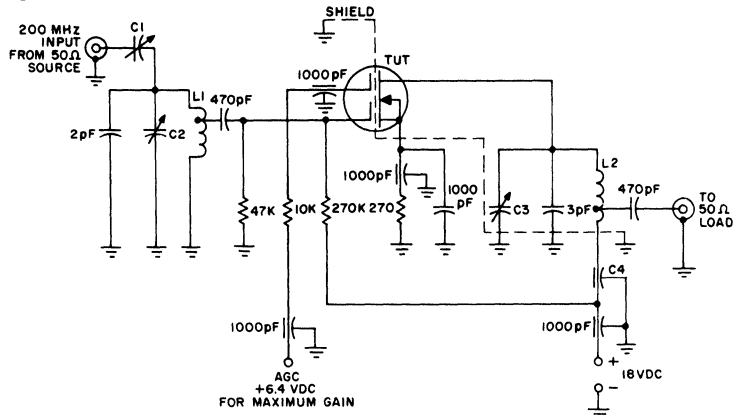 SHIELD
200 MHZ
INPUT
FROM 50Ω
SOURCE
C1
TUT
1000pF
L1
470pF
2pF
C2
47K
10K
270K
1000pF
270
1000
pF
C3
3pF
L2
470pF
TO
50Ω
LOAD
C4
1000pF
1000pF
AGC
+6.4 VDC
FOR MAXIMUM GAIN
+
18VDC
-